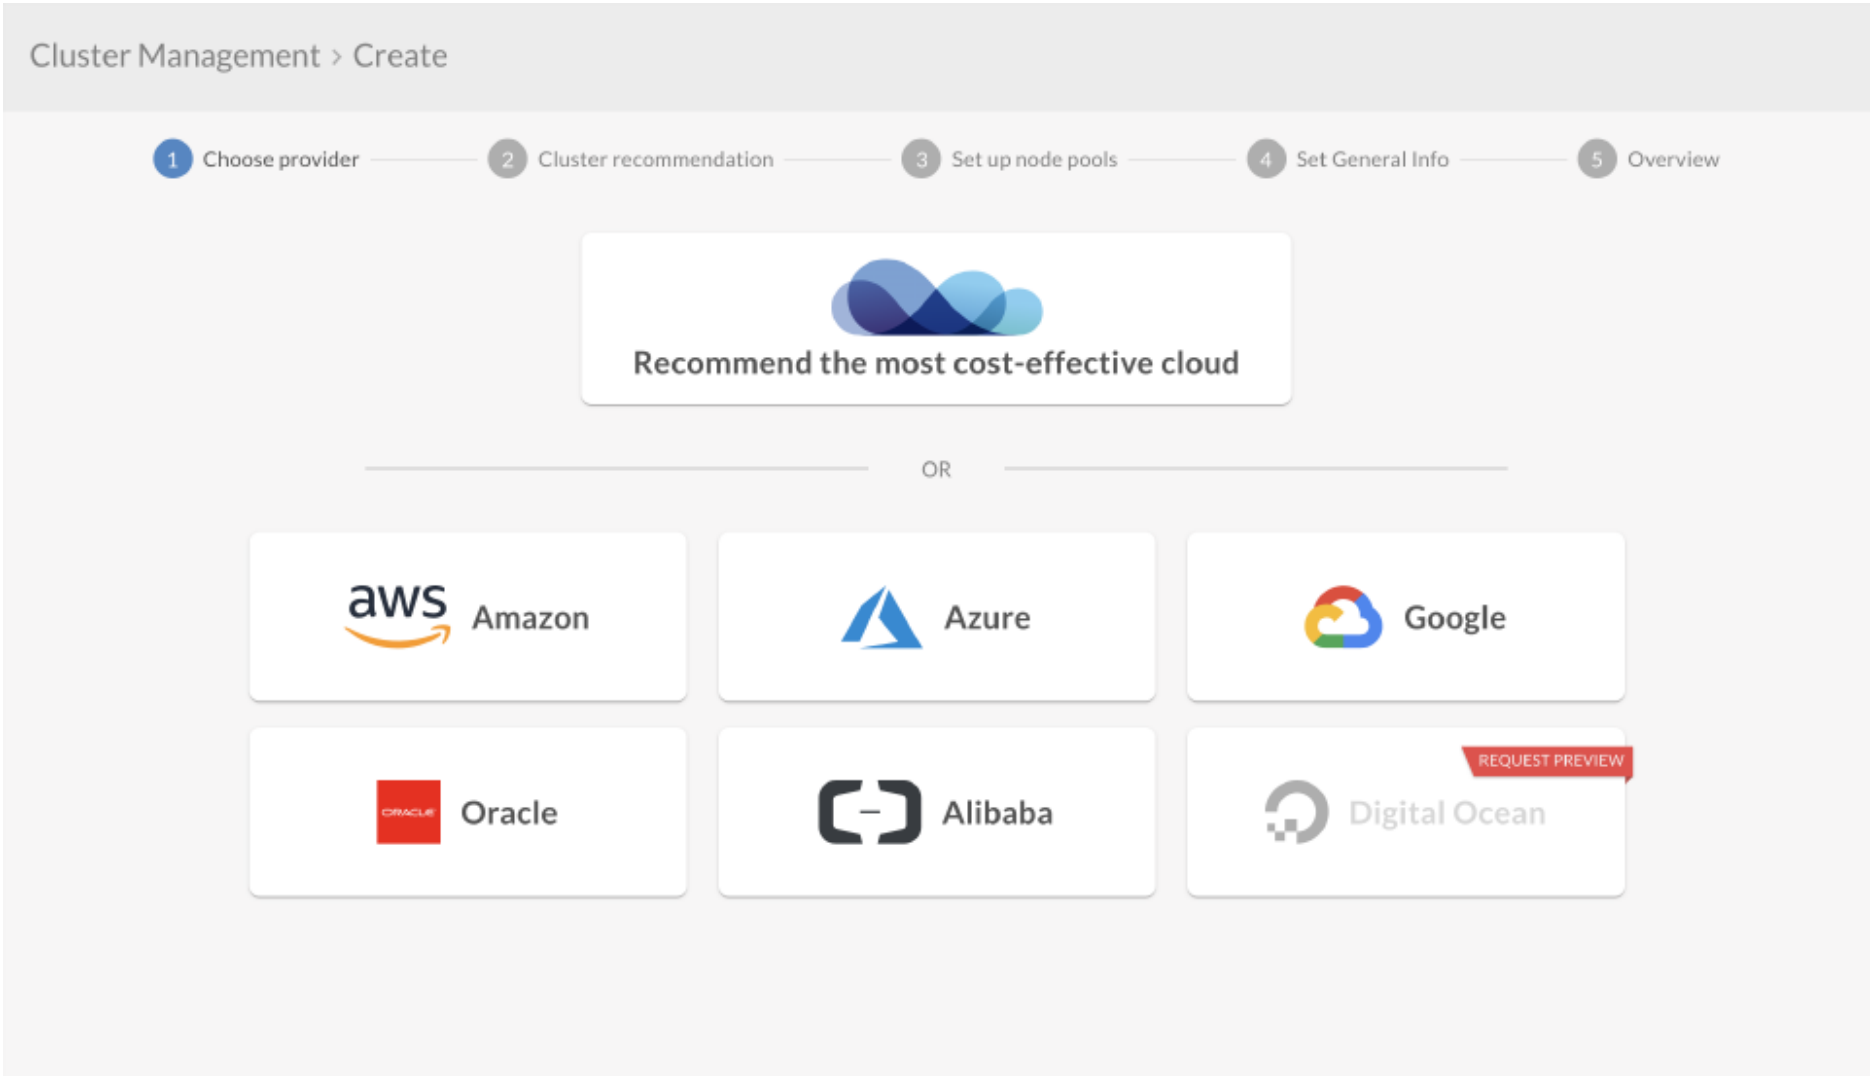 Cluster Management > Create
1 Choose provider 2 Cluster recommendation 3 Set up node pools 4 Set General Info 5 Overview
Recommend the most cost-effective cloud
OR
aws Amazon
Azure
Google
ORACLE Oracle
Alibaba
REQUEST PREVIEW
Digital Ocean